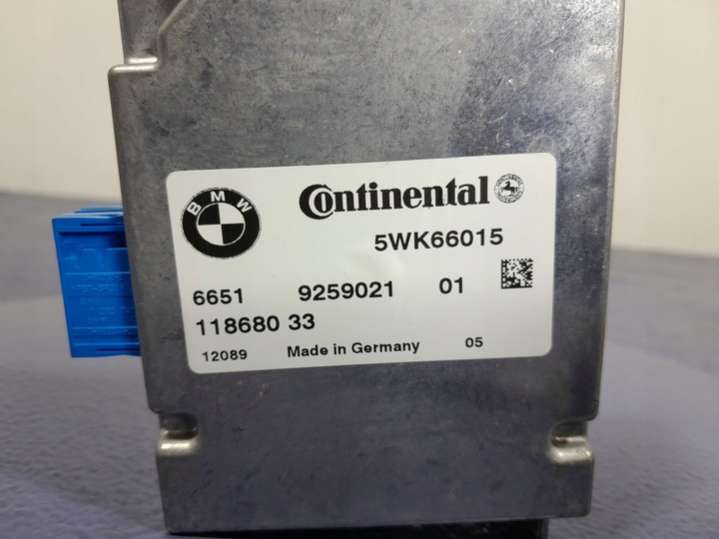 BMW
Continental
5WK66015
6651 9259021 01
118680 33
12089 Made in Germany 05